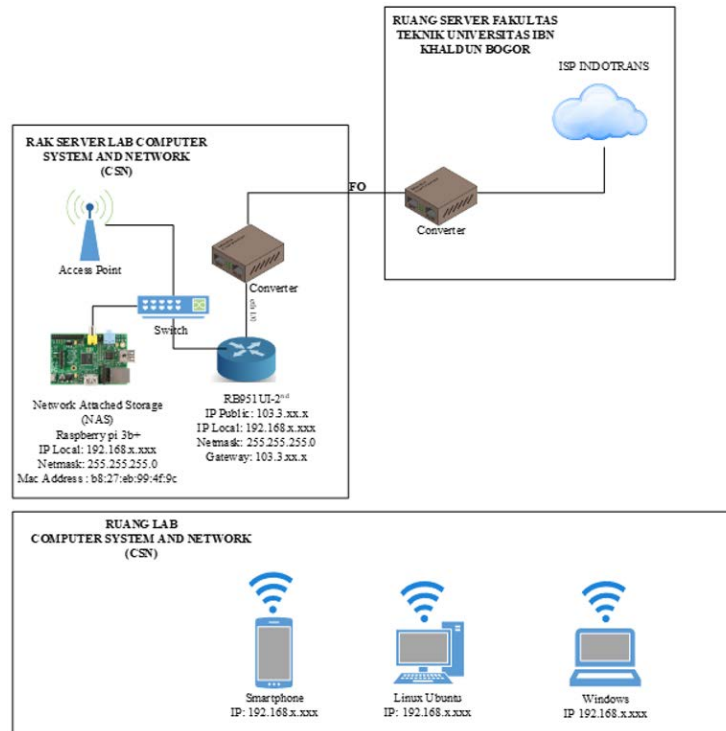 RUANG SERVER FAKULTAS
TEKNIK UNIVERSITAS IBN
KHALDUN BOGOR
ISP INDOTRANS
FO
Converter
RAK SERVER LAB COMPUTER
SYSTEM AND NETWORK
(CSN)
Access Point
Converter
Switch
Network Attached Storage
(NAS)
Raspberry pi 3b+
IP Local: 192.168.x.xxx
Netmask: 255.255.255.0
Mac Address : b8:27:eb:99:4f:9c
RB951UI-2nd
IP Public: 103.3.xx.x
IP Local: 192.168.x.xxx
Netmask: 255.255.255.0
Gateway: 103.3.xx.x
RUANG LAB
COMPUTER SYSTEM AND NETWORK
(CSN)
Smartphone
IP: 192.168.x.xxx
Linux Ubuntu
IP: 192.168.x.xxx
Windows
IP 192.168.x.xxx